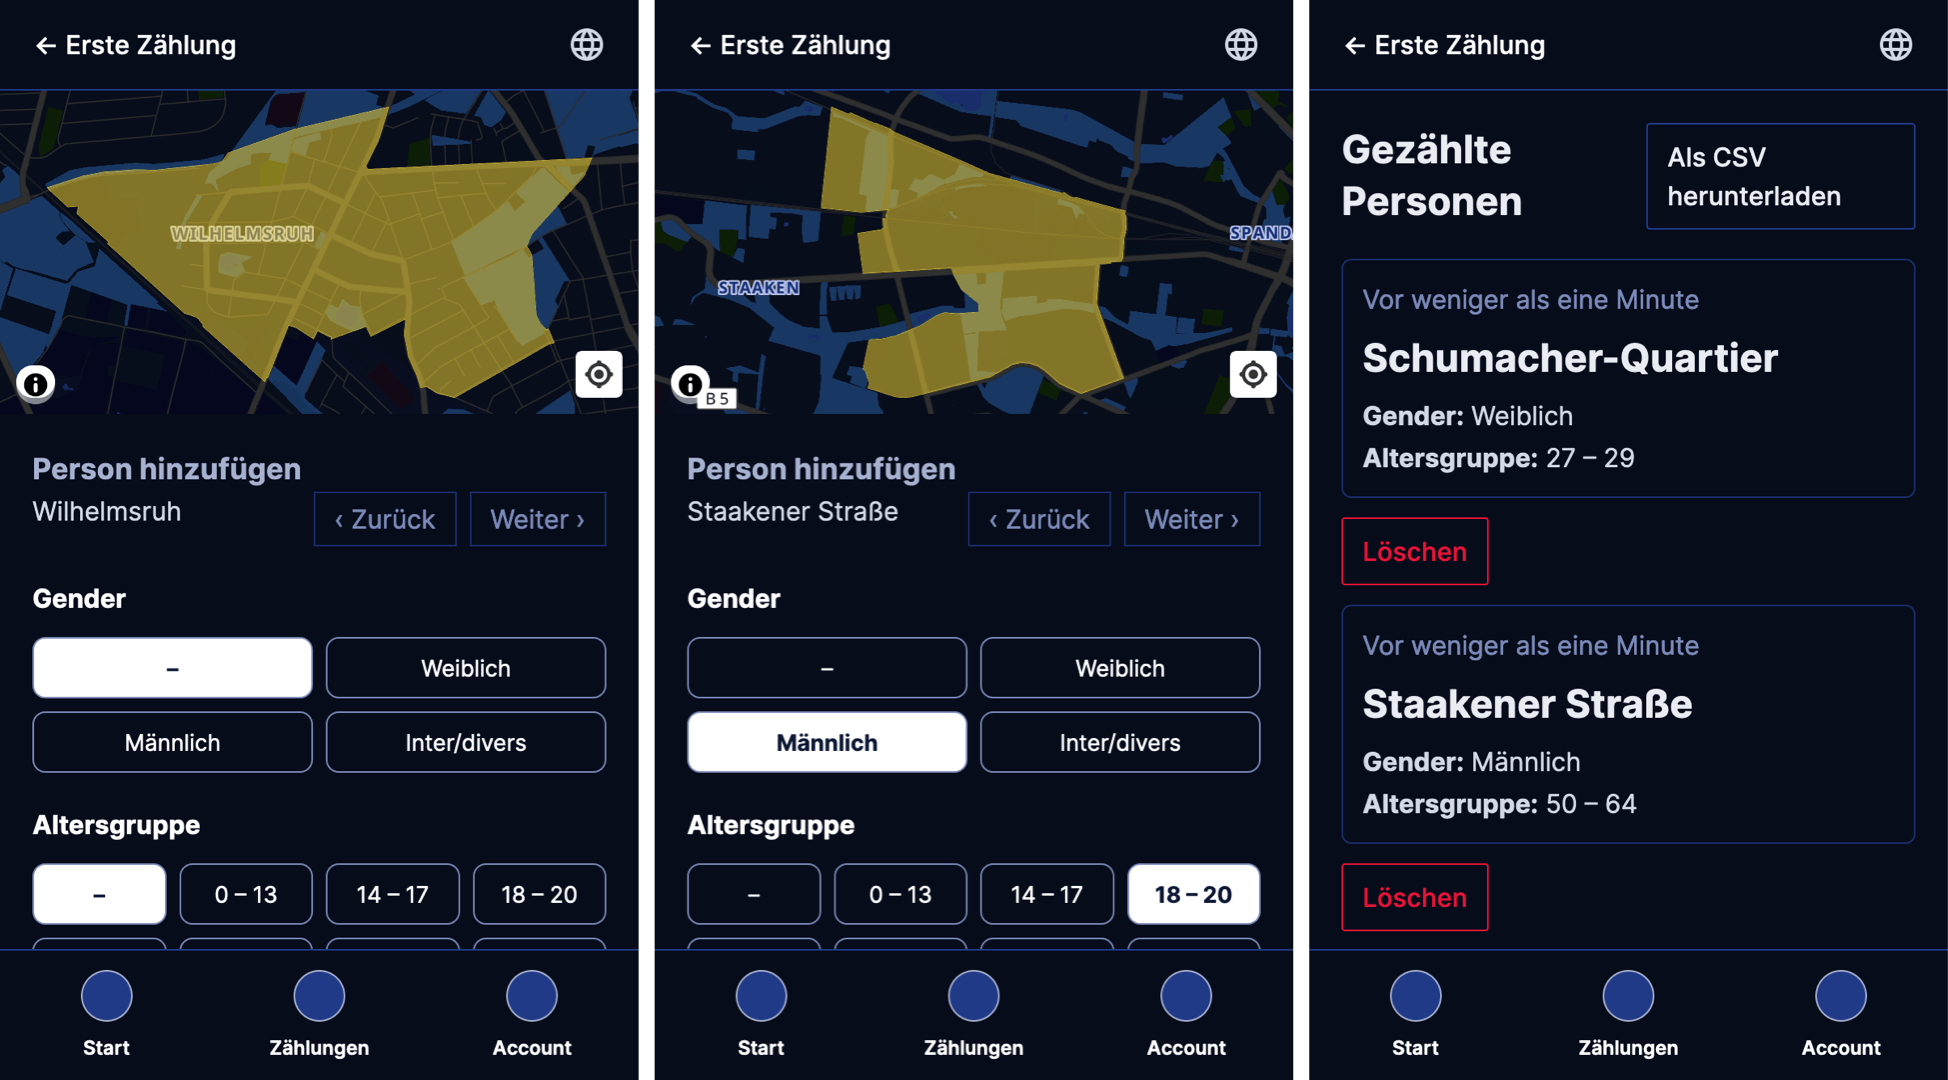 ← Erste Zählung
WILHELMSRUH
Person hinzufügen
Wilhelmsruh
‹ Zurück
Weiter ›
Gender
–
Weiblich
Männlich
Inter/divers
Altersgruppe
–
0 – 13
14 – 17
18 – 20
Start
Zählungen
Account
← Erste Zählung
SPANDA
STAAKEN
B 5
Person hinzufügen
Staakener Straße
‹ Zurück
Weiter ›
Gender
–
Weiblich
Männlich
Inter/divers
Altersgruppe
–
0 – 13
14 – 17
18 – 20
Start
Zählungen
Account
← Erste Zählung
Gezählte
Personen
Als CSV
herunterladen
Vor weniger als eine Minute
Schumacher-Quartier
Gender: Weiblich
Altersgruppe: 27 – 29
Löschen
Vor weniger als eine Minute
Staakener Straße
Gender: Männlich
Altersgruppe: 50 – 64
Löschen
Start
Zählungen
Account